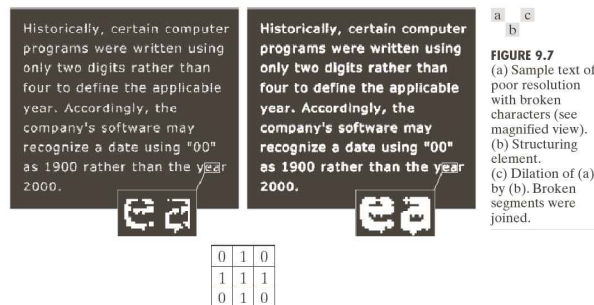 Historically, certain computer
programs were written using
only two digits rather than
four to define the applicable
year. Accordingly, the
company's software may
recognize a date using "00"
as 1900 rather than the year
2000.
ea
Historically, certain computer
programs were written using
only two digits rather than
four to define the applicable
year. Accordingly, the
company's software may
recognize a date using "00"
as 1900 rather than the year
2000.
ea
0 1 0
1 1 1
0 1 0
a c
b
FIGURE 9.7
(a) Sample text of
poor resolution
with broken
characters (see
magnified view).
(b) Structuring
element.
(c) Dilation of (a)
by (b). Broken
segments were
joined.